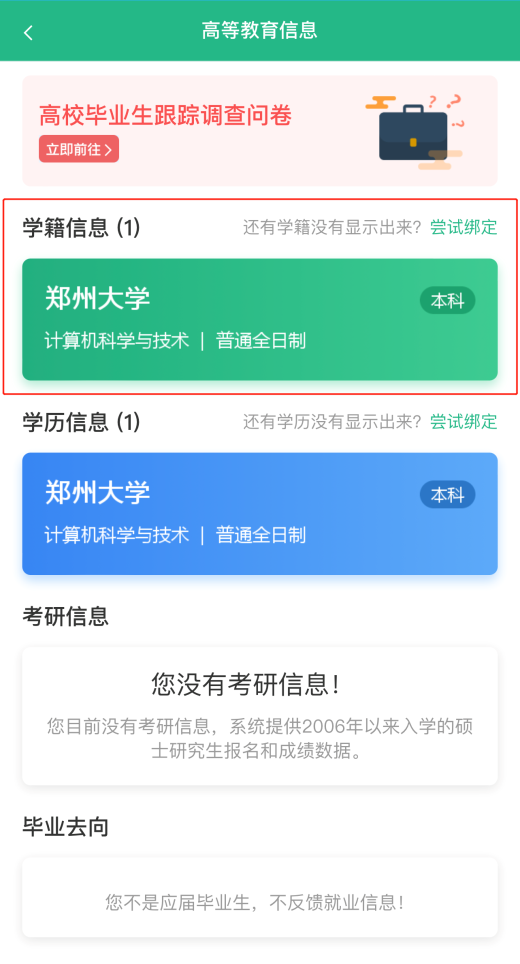 高等教育信息
高校毕业生跟踪调查问卷
立即前往
学籍信息 (1)
还有学籍没有显示出来？ 尝试绑定
郑州大学
本科
计算机科学与技术 | 普通全日制
学历信息 (1)
还有学历没有显示出来？ 尝试绑定
郑州大学
本科
计算机科学与技术 | 普通全日制
考研信息
您没有考研信息！
您目前没有考研信息，系统提供2006年以来入学的硕
士研究生报名和成绩数据。
毕业去向
您不是应届毕业生，不反馈就业信息！